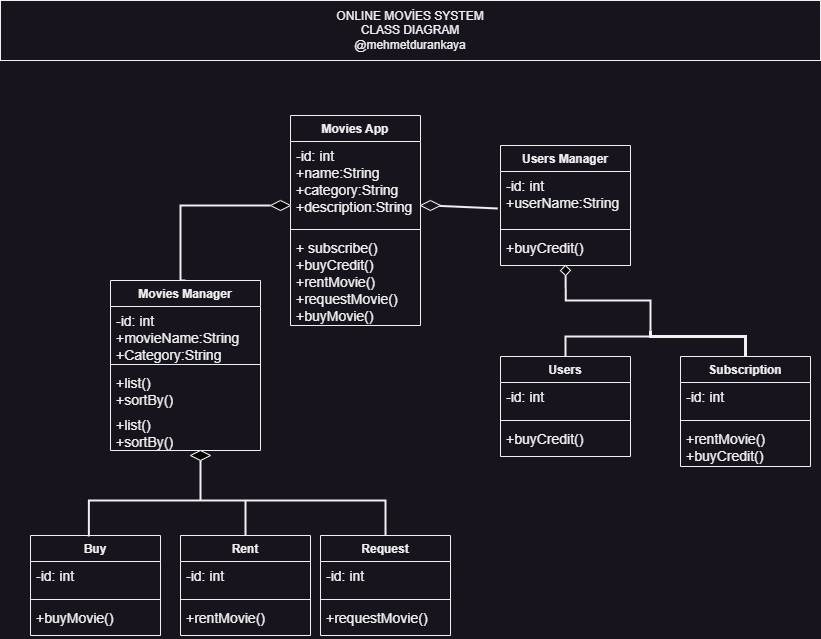 ONLINE MOVİES SYSTEM
CLASS DIAGRAM
@mehmetdurankaya
Movies App
-id: int
+name:String
+category:String
+description:String
+ subscribe()
+buyCredit()
+rentMovie()
+requestMovie()
+buyMovie()
Users Manager
-id: int
+userName:String
+buyCredit()
Movies Manager
-id: int
+movieName:String
+Category:String
+list()
+sortBy()
+list()
+sortBy()
Users
-id: int
+buyCredit()
Subscription
-id: int
+rentMovie()
+buyCredit()
Buy
-id: int
+buyMovie()
Rent
-id: int
+rentMovie()
Request
-id: int
+requestMovie()